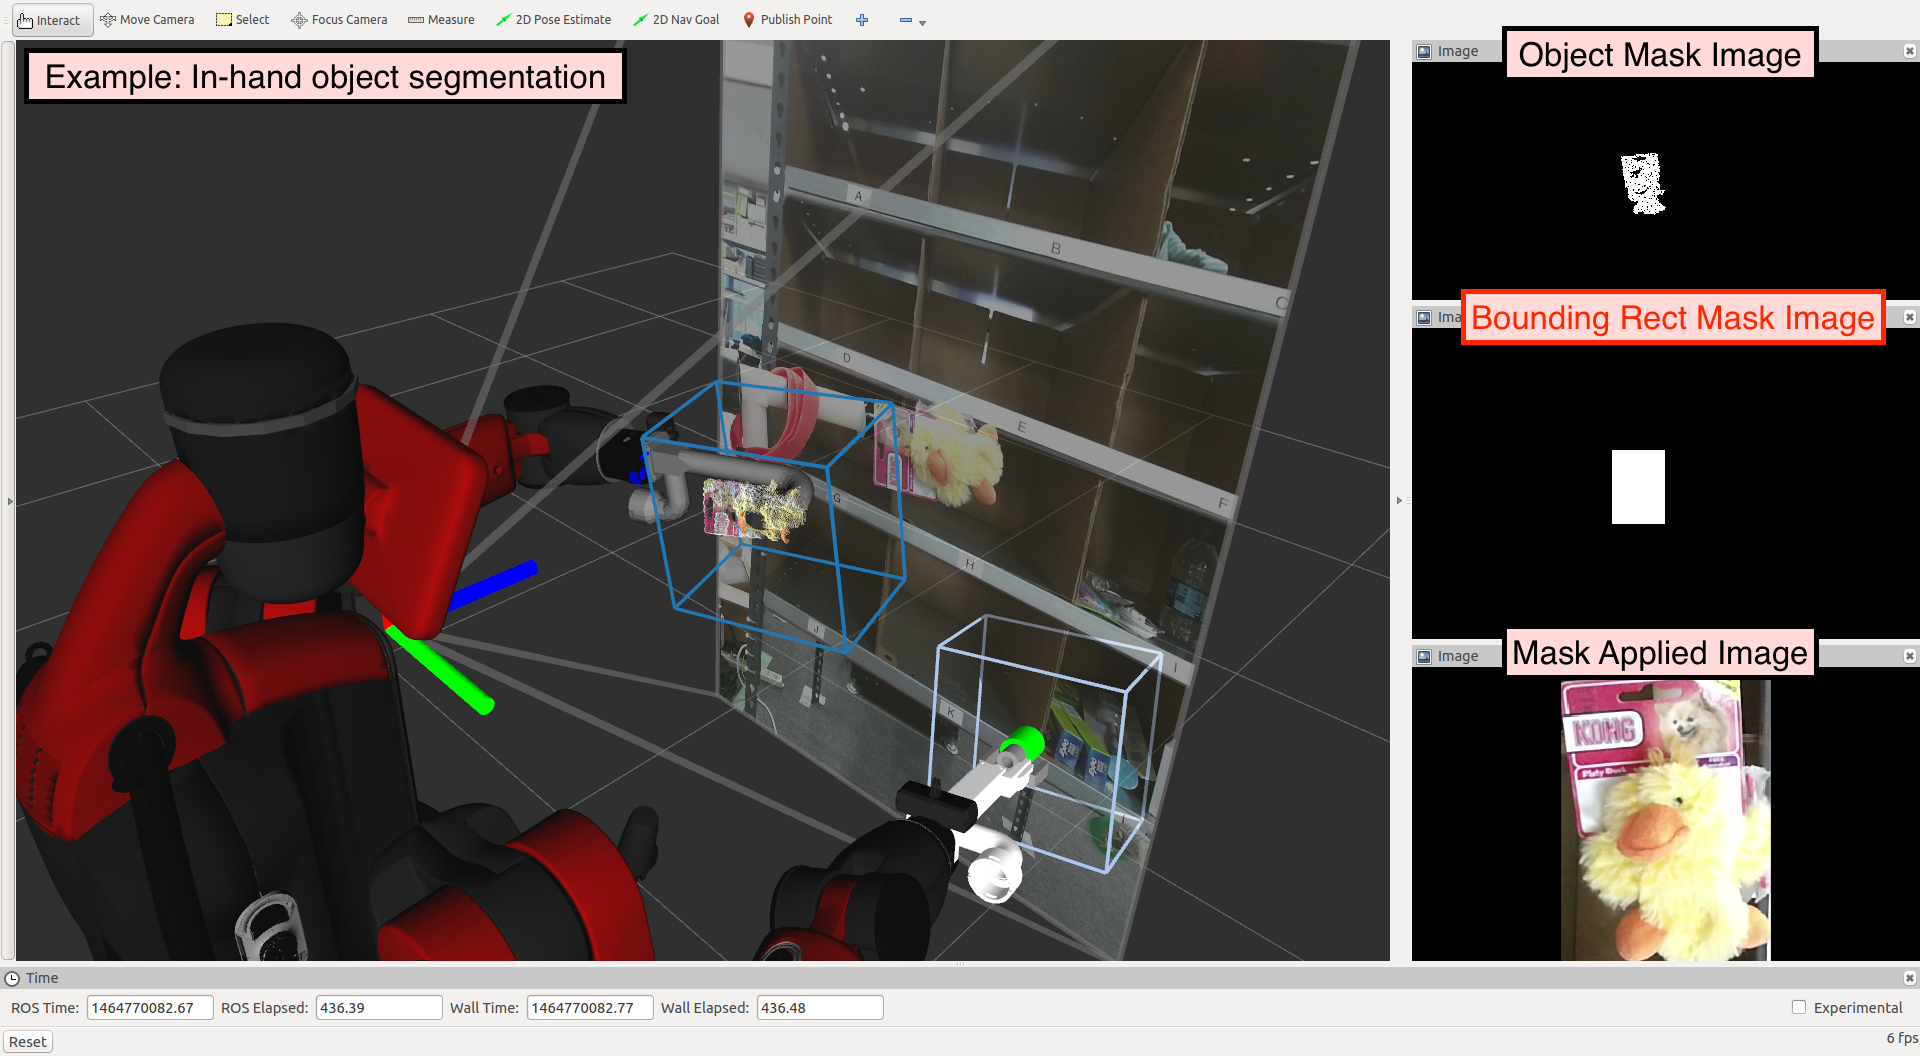 Interact
Move Camera
Select
Focus Camera
Measure
2D Pose Estimate
2D Nav Goal
Publish Point
Example: In-hand object segmentation
A
B
C
D
E
F
G
H
I
J
K
Image
Object Mask Image
Ima
Bounding Rect Mask Image
Image
Mask Applied Image
KONG
Time
ROS Time:
1464770082.67
ROS Elapsed:
436.39
Wall Time:
1464770082.77
Wall Elapsed:
436.48
Experimental
Reset
6 fps